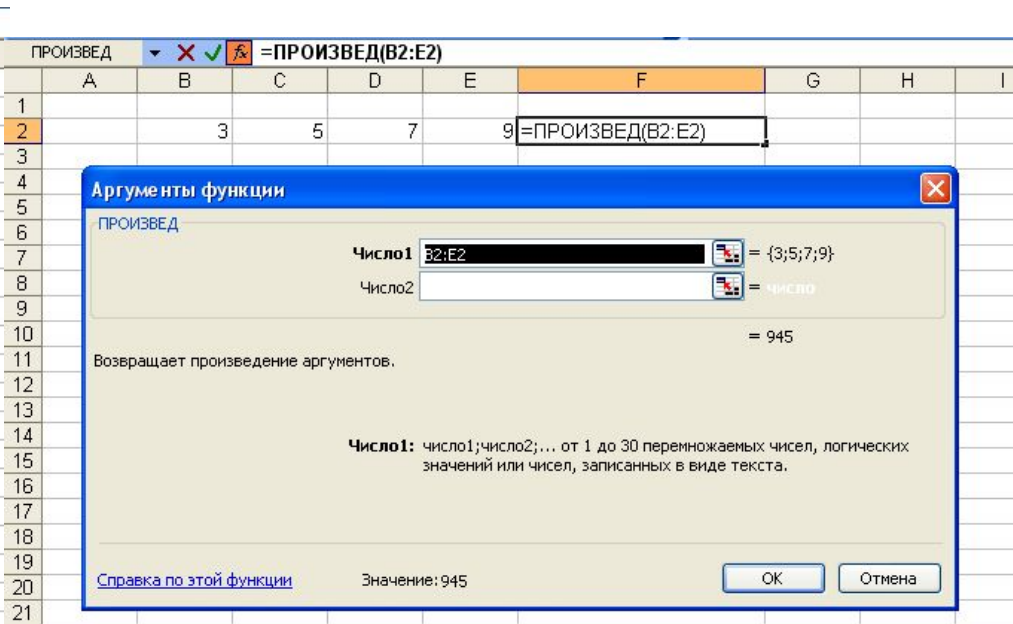 ПРОИЗВЕД =ПРОИЗВЕД(B2:E2)
A B C D E F G H I
1
2 3 5 7 9 =ПРОИЗВЕД(B2:E2)
3
4
Аргументы функции
5
6
ПРОИЗВЕД
7 Число1 B2:E2 = {3;5;7;9}
8 Число2 = число
9
10 = 945
11 Возвращает произведение аргументов.
12
13
14 Число1: число1;число2;... от 1 до 30 перемножаемых чисел, логических
15 значений или чисел, записанных в виде текста.
16
17
18
19
20 Справка по этой функции Значение:945 OK Отмена
21